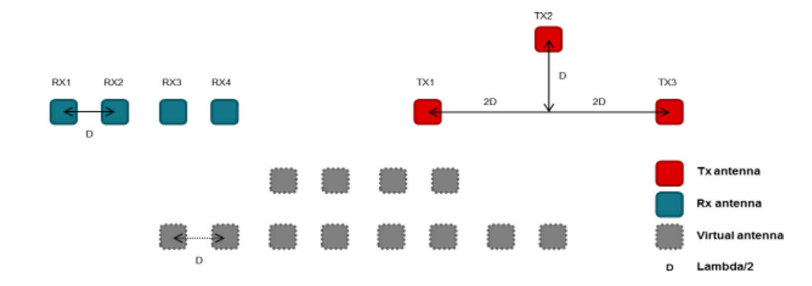 TX2
RX1 RX2 RX3 RX4 TX1 D TX3
2D 2D
D
Tx antenna
Rx antenna
Virtual antenna
D
D Lambda/2